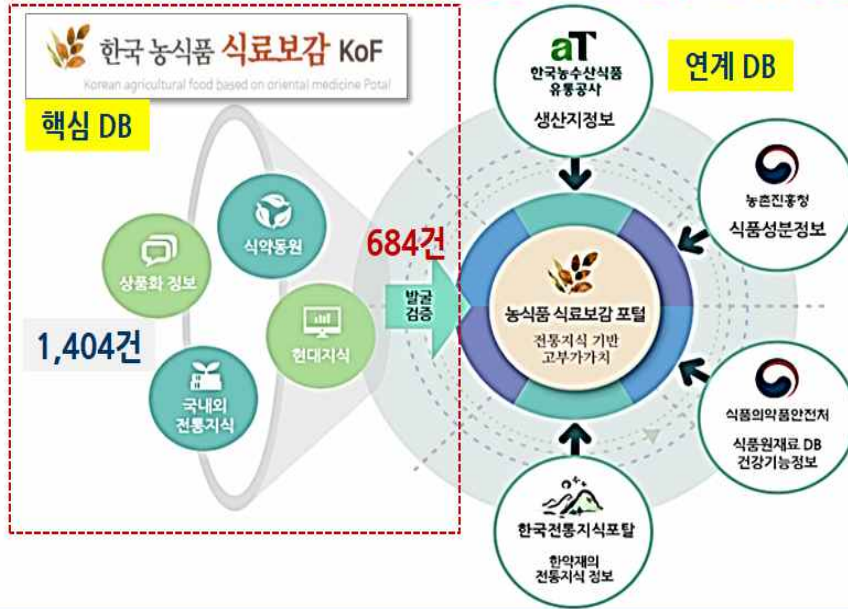 한국 농식품 식료보감 KoF
Korean agricultural food based on oriental medicine Potal
핵심 DB
식약동원
상품화 정보
684건
발굴
검증
현대지식
1,404건
국내외
전통지식
연계 DB
aT
한국농수산식품
유통공사
생산지정보
농촌진흥청
식품성분정보
농식품 식료보감 포털
전통지식 기반
고부가가치
식품의약품안전처
식품원재료 DB
건강기능정보
한국전통지식포탈
한약재의
전통지식 정보